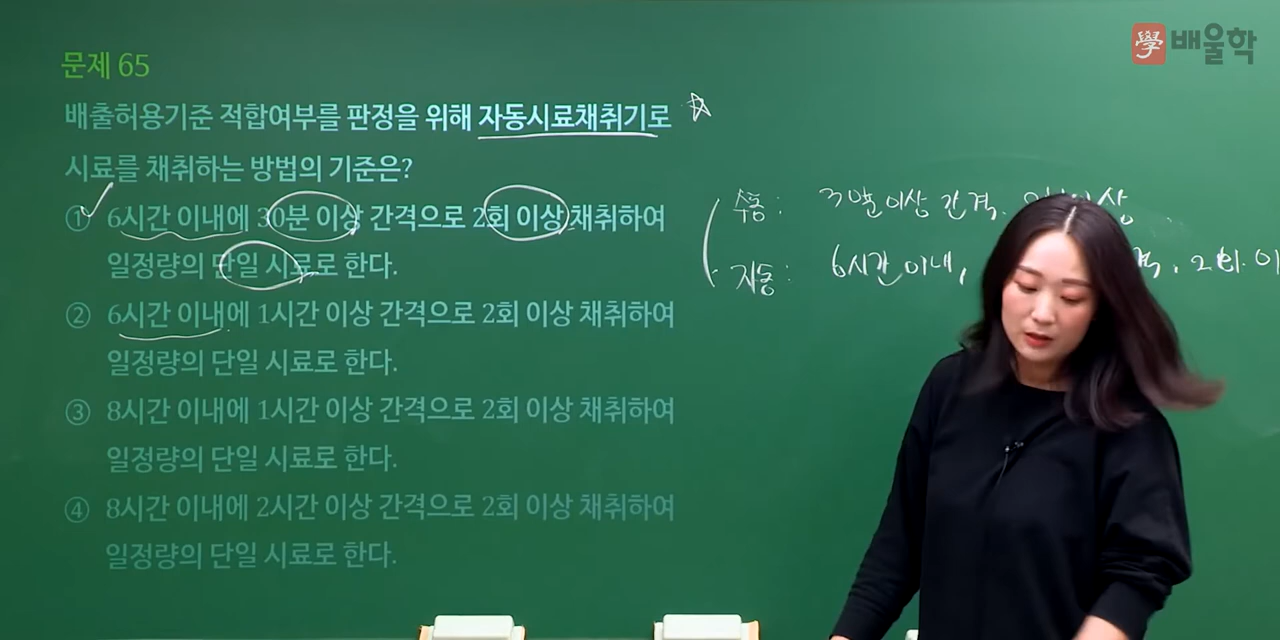 學 배울학
문제 65
배출허용기준 적합여부를 판정을 위해 자동시료채취기로
시료를 채취하는 방법의 기준은?
① 6시간 이내에 30분 이상 간격으로 2회 이상 채취하여
일정량의 단일 시료로 한다.
② 6시간 이내에 1시간 이상 간격으로 2회 이상 채취하여
일정량의 단일 시료로 한다.
③ 8시간 이내에 1시간 이상 간격으로 2회 이상 채취하여
일정량의 단일 시료로 한다.
④ 8시간 이내에 2시간 이상 간격으로 2회 이상 채취하여
일정량의 단일 시료로 한다.
수동: 30분 이상 간격, 이상
자동: 6시간 이내, 격, 2회 이